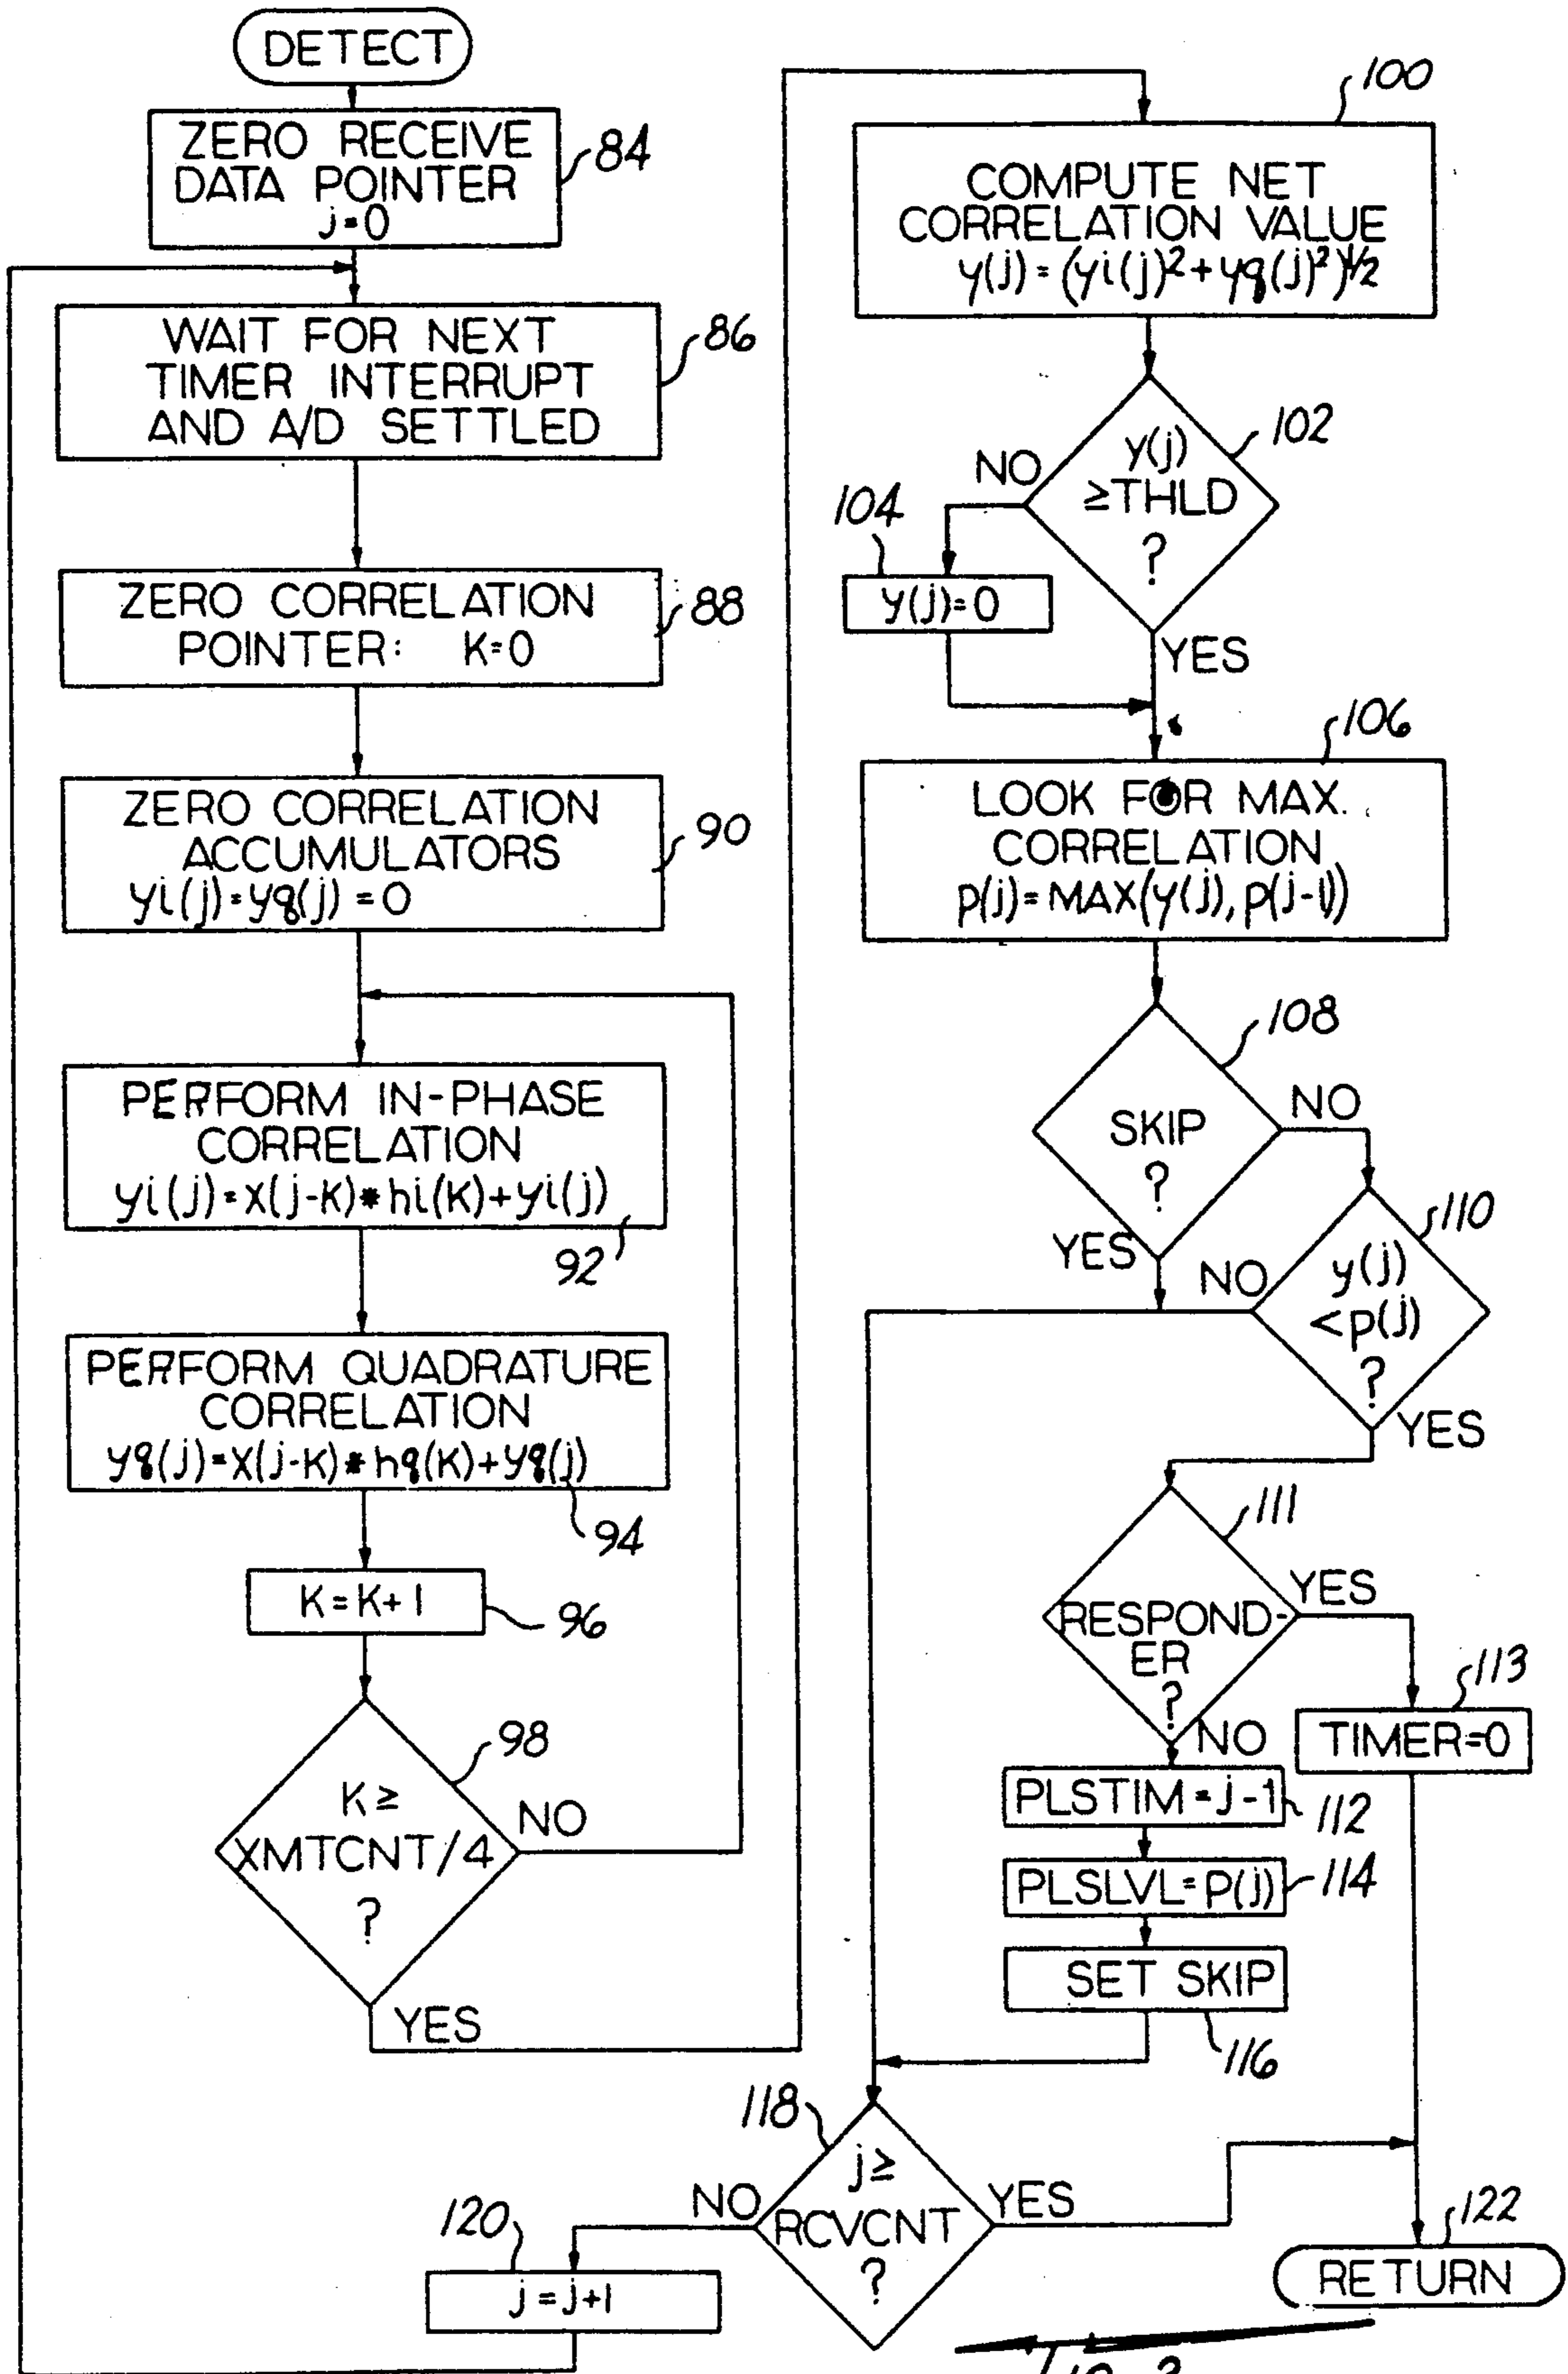 DETECT
ZERO RECEIVE
DATA POINTER
j=0
84
WAIT FOR NEXT
TIMER INTERRUPT
AND A/D SETTLED
86
ZERO CORRELATION
POINTER: K=0
88
ZERO CORRELATION
ACCUMULATORS
yi(j)=yq(j)=0
90
PERFORM IN-PHASE
CORRELATION
yi(j)=x(j-k)*hi(k)+yi(j)
92
PERFORM QUADRATURE
CORRELATION
yq(j)=x(j-k)*hq(k)+yq(j)
94
K=K+1
96
K≥
XMTCNT/4
?
98
NO
YES
100
COMPUTE NET
CORRELATION VALUE
y(j)=(yi(j)²+yq(j)²)½
102
y(j)
≥THLD
?
NO
YES
104
y(j)=0
106
LOOK FOR MAX.
CORRELATION
p(j)=MAX(y(j),p(j-1))
108
SKIP
?
NO
YES
110
y(j)
<p(j)
?
NO
YES
111
RESPOND-
ER
?
YES
NO
113
TIMER=0
PLSTIM=j-1
112
PLSLVL=p(j)
114
SET SKIP
116
118
j≥
RCVCNT
?
NO
YES
120
j=j+1
122
RETURN